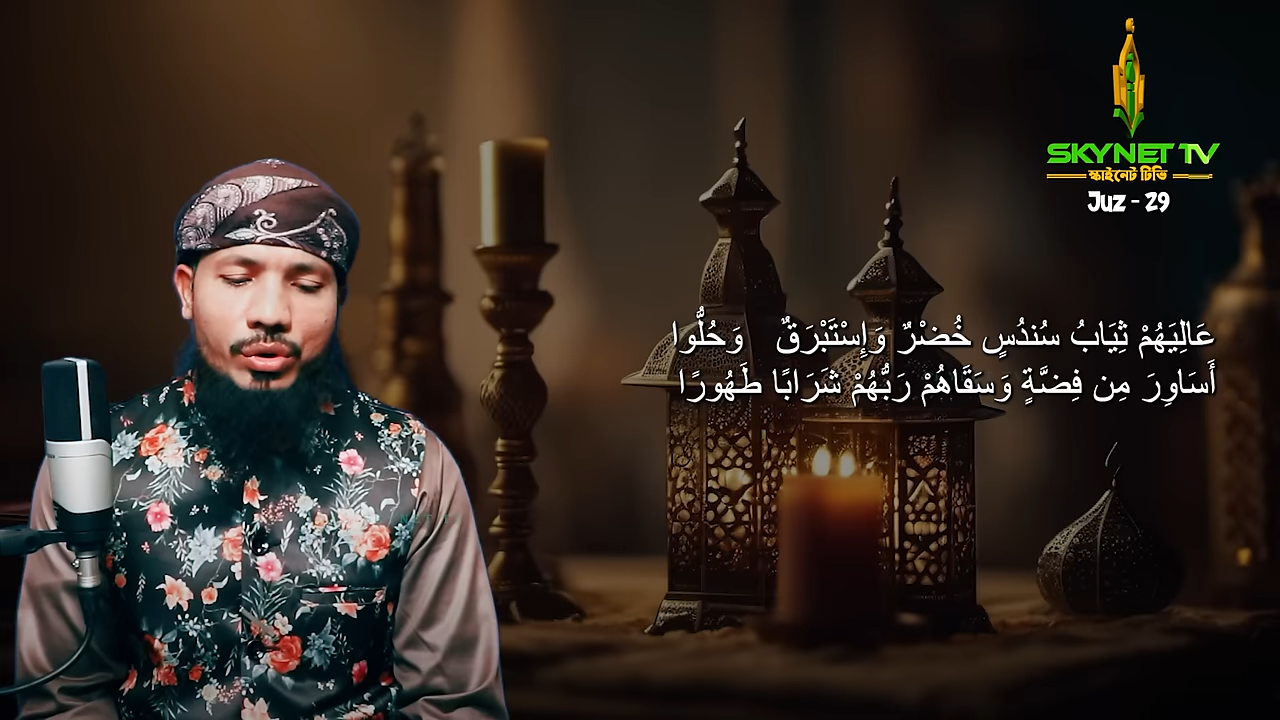 SKYNET TV
স্কাইনেট টিভি
Juz - 29
عَالِيَهُمْ ثِيَابُ سُندُسٍ خُضْرٌ وَإِسْتَبْرَقٌ وَحُلُّوا
أَسَاوِرَ مِن فِضَّةٍ وَسَقَاهُمْ رَبُّهُمْ شَرَابًا طَهُورًا